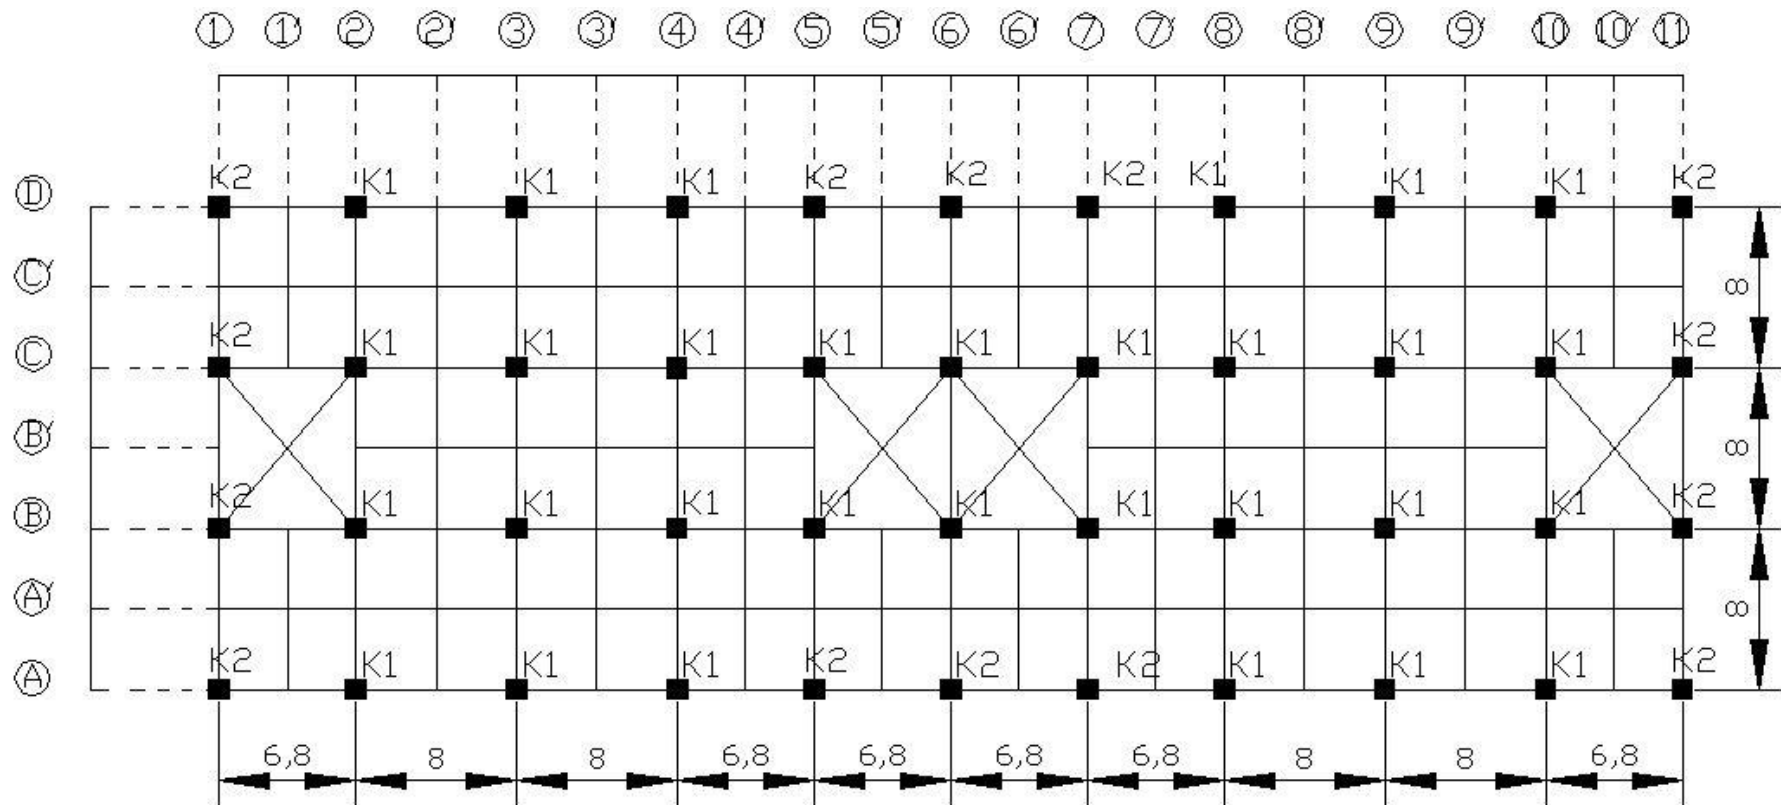 1 1' 2 2' 3 3' 4 4' 5 5' 6 6' 7 7' 8 8' 9 9' 10 10' 11
D K2 K1 K1 K1 K2 K2 K2 K1 K1 K1 K2
C' 8
C K2 K1 K1 K1 K1 K1 K1 K1 K1 K1 K2
B' 8
B K2 K1 K1 K1 K1 K1 K1 K1 K1 K1 K2
A' 8
A K2 K1 K1 K1 K2 K2 K2 K1 K1 K1 K2
6,8 8 8 6,8 6,8 6,8 6,8 8 8 6,8